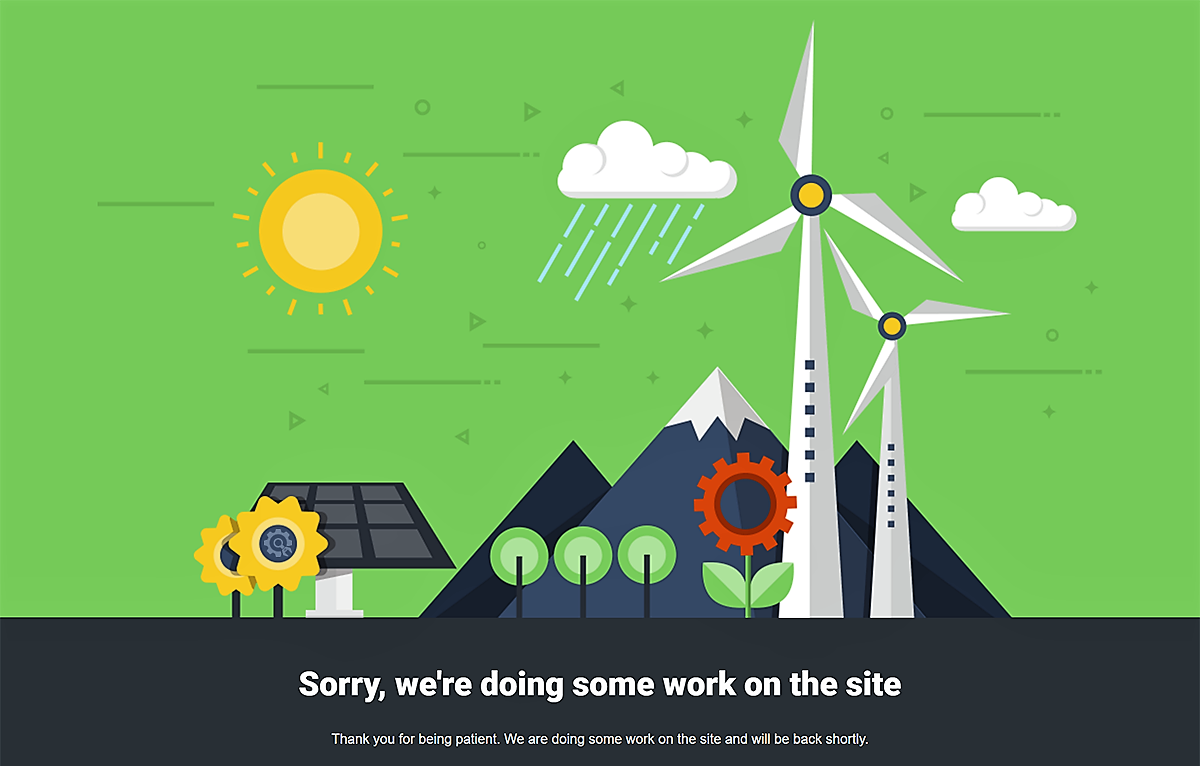 Sorry, we're doing some work on the site
Thank you for being patient. We are doing some work on the site and will be back shortly.